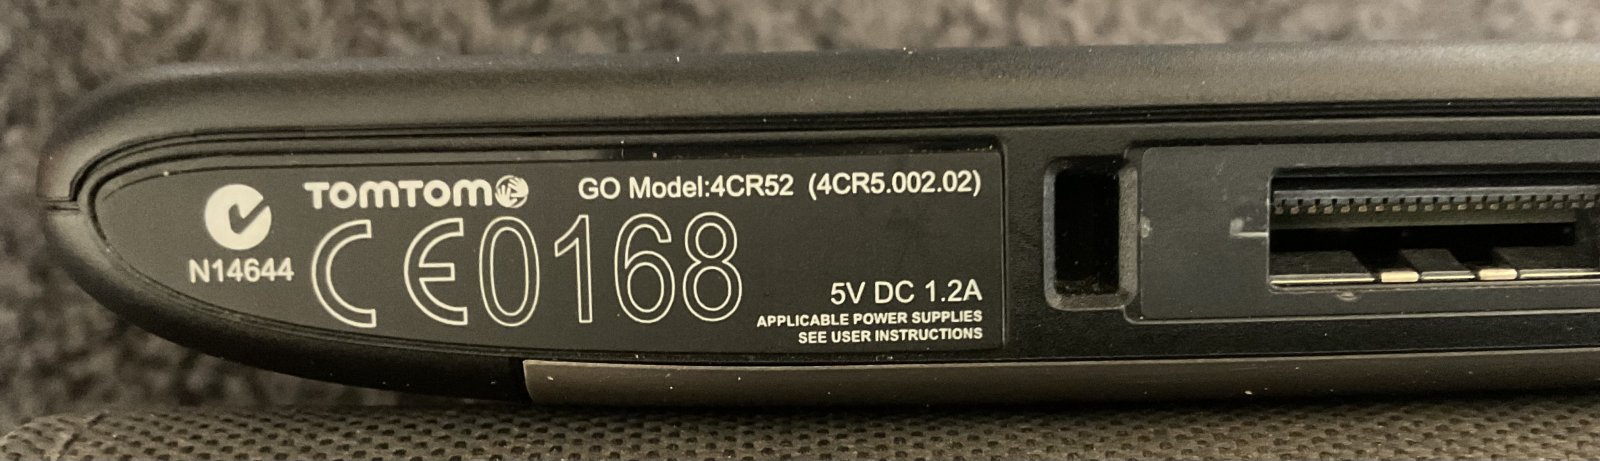 TOMTOM
GO Model:4CR52 (4CR5.002.02)
N14644
CE0168
5V DC 1.2A
APPLICABLE POWER SUPPLIES
SEE USER INSTRUCTIONS